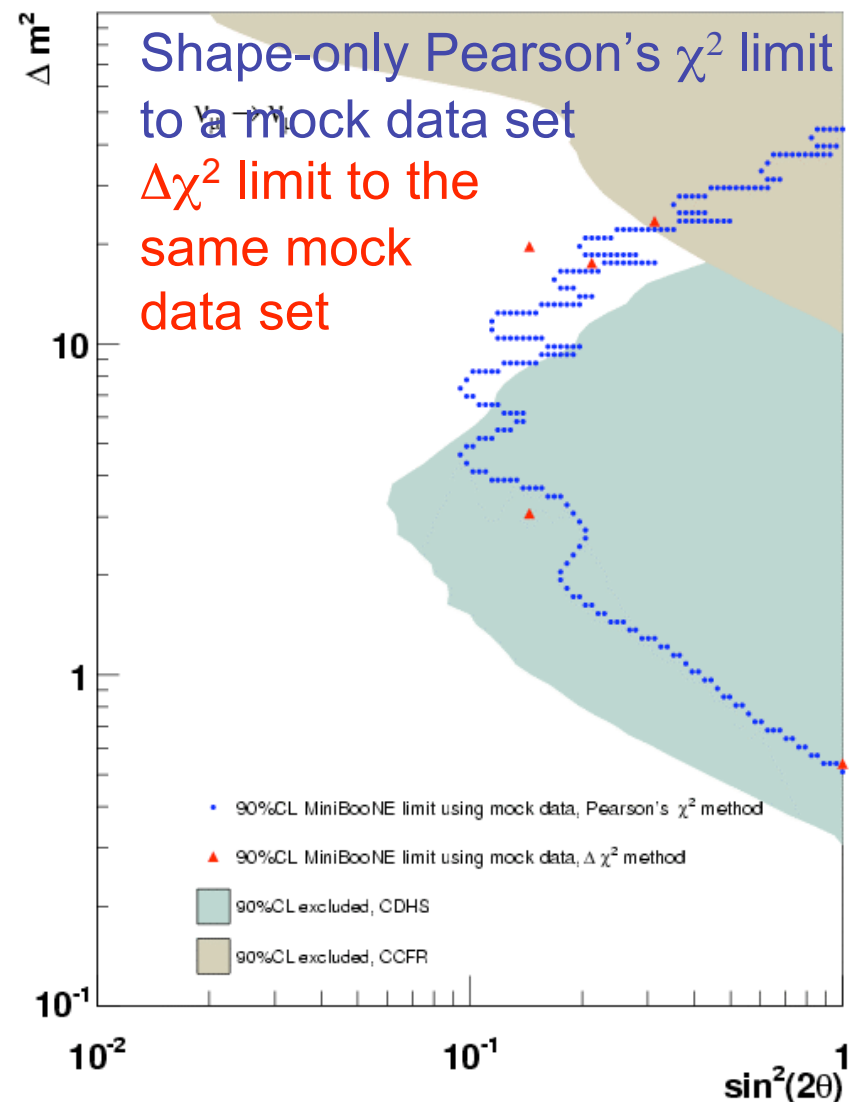 Δ m²
Shape-only Pearson's χ² limit
to a mock data set
Δχ² limit to the
same mock
data set
10
1
10⁻¹
• 90%CL MiniBooNE limit using mock data, Pearson's χ² method
▲ 90%CL MiniBooNE limit using mock data, Δ χ² method
90%CL excluded, CDHS
90%CL excluded, CCFR
10⁻² 10⁻¹ 1
sin²(2θ)